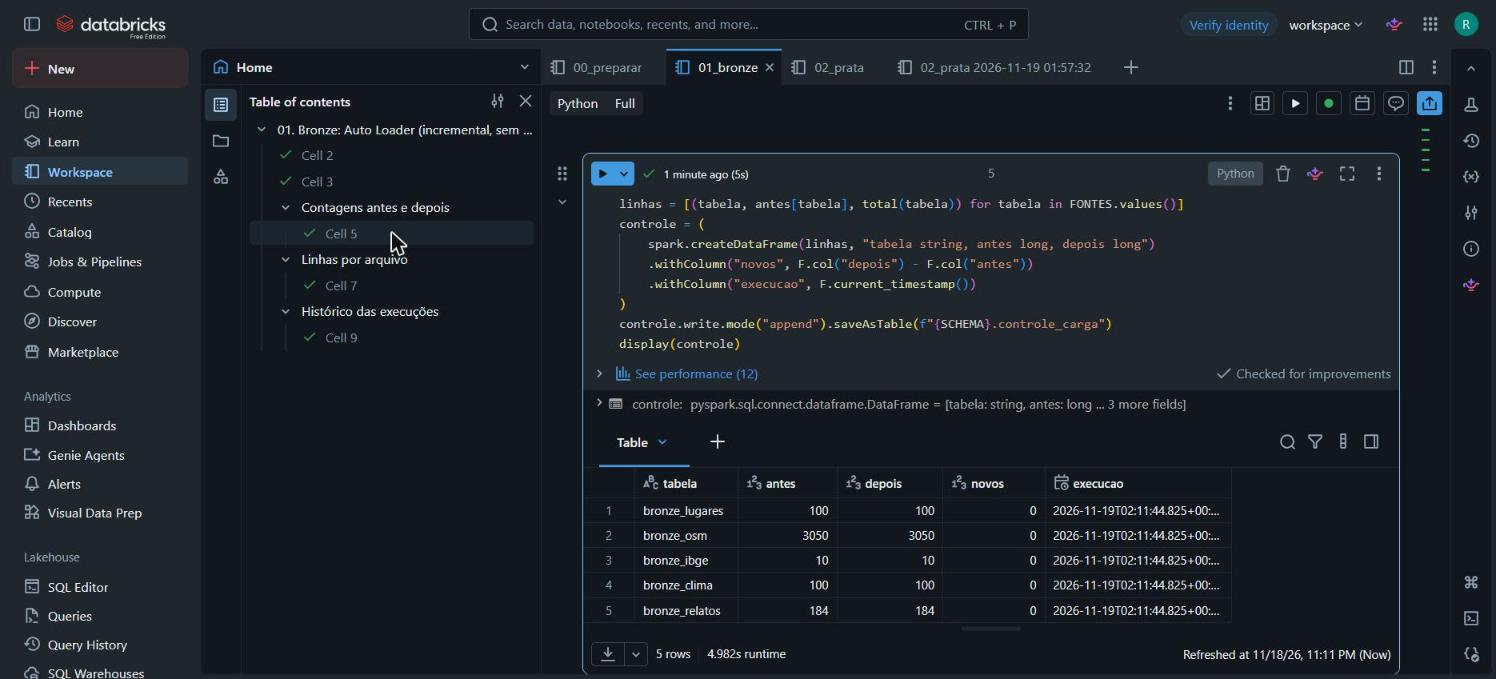 databricks
Free Edition
Search data, notebooks, recents, and more...
CTRL + P
Verify identity
workspace
R
New
Home
Learn
Workspace
Recents
Catalog
Jobs & Pipelines
Compute
Discover
Marketplace
Analytics
Dashboards
Genie Agents
Alerts
Visual Data Prep
Lakehouse
SQL Editor
Queries
Query History
SQL Warehouses
Home
Table of contents
01. Bronze: Auto Loader (incremental, sem ...
Cell 2
Cell 3
Contagens antes e depois
Cell 5
Linhas por arquivo
Cell 7
Histórico das execuções
Cell 9
00_preparar
01_bronze
02_prata
02_prata 2026-11-19 01:57:32
Python Full
1 minute ago (5s)
5
Python
linhas = [(tabela, antes[tabela], total(tabela)) for tabela in FONTES.values()]
controle = (
spark.createDataFrame(linhas, "tabela string, antes long, depois long")
.withColumn("novos", F.col("depois") - F.col("antes"))
.withColumn("execucao", F.current_timestamp())
)
controle.write.mode("append").saveAsTable(f"{SCHEMA}.controle_carga")
display(controle)
See performance (12)
Checked for improvements
controle: pyspark.sql.connect.dataframe.DataFrame = [tabela: string, antes: long ... 3 more fields]
Table
tabela antes depois novos execucao
1 bronze_lugares 100 100 0 2026-11-19T02:11:44.825+00:...
2 bronze_osm 3050 3050 0 2026-11-19T02:11:44.825+00:...
3 bronze_ibge 10 10 0 2026-11-19T02:11:44.825+00:...
4 bronze_clima 100 100 0 2026-11-19T02:11:44.825+00:...
5 bronze_relatos 184 184 0 2026-11-19T02:11:44.825+00:...
5 rows 4.982s runtime
Refreshed at 11/18/26, 11:11 PM (Now)